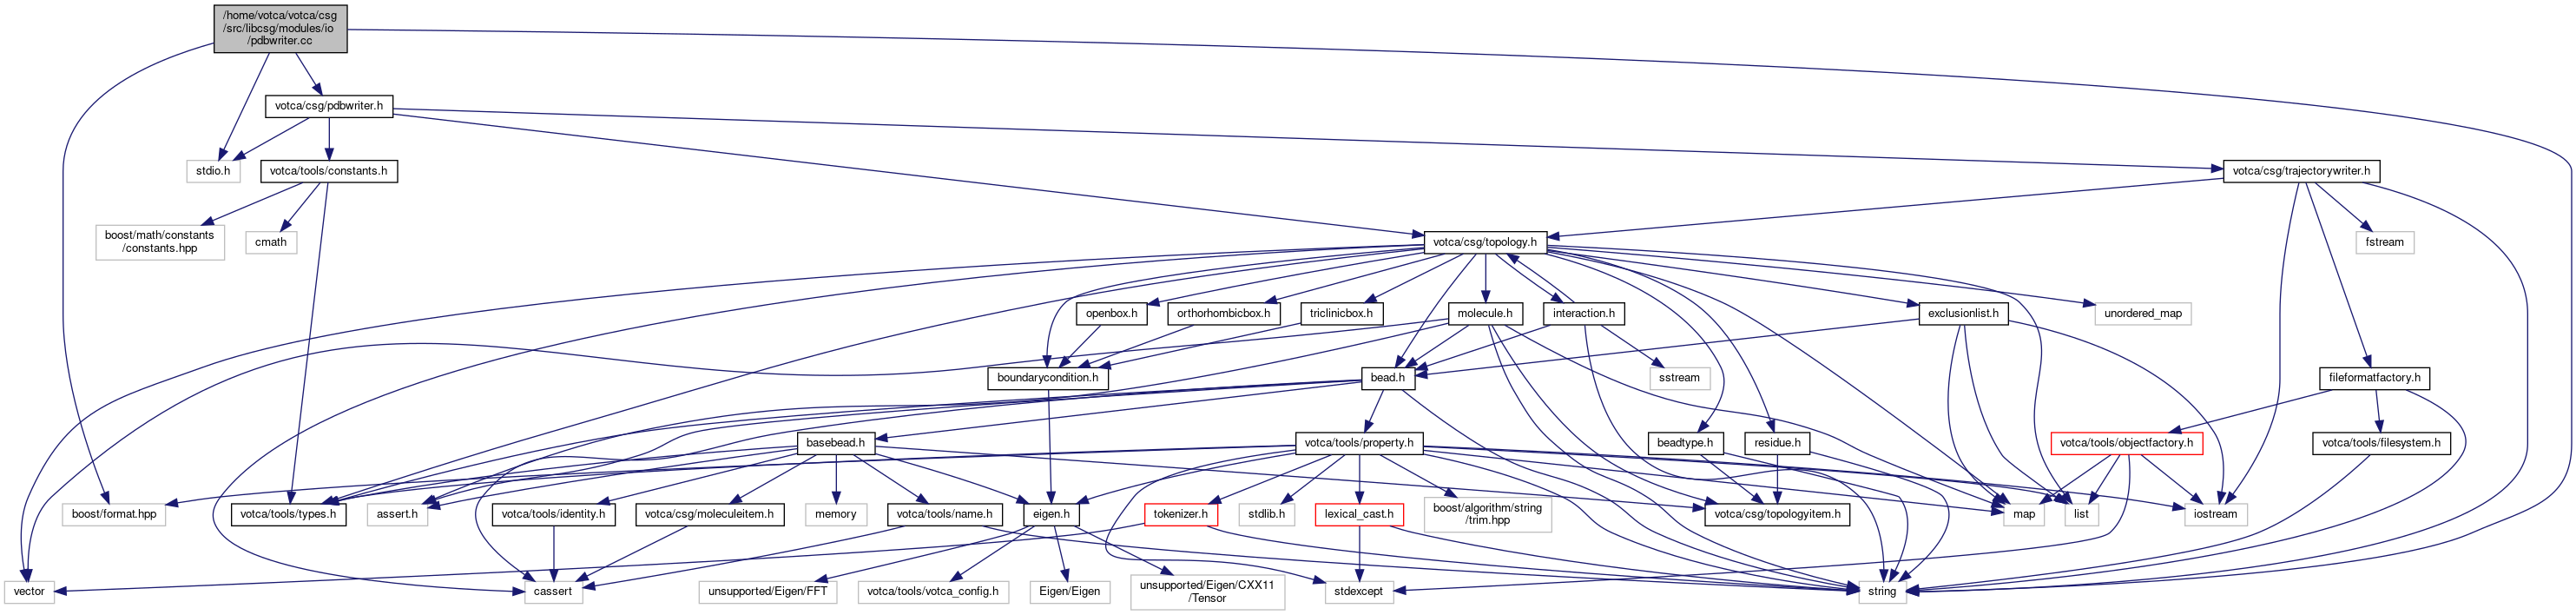 /home/votca/votca/csg
/src/libcsg/modules/io
/pdbwriter.cc
votca/csg/pdbwriter.h
stdio.h
votca/tools/constants.h
votca/csg/trajectorywriter.h
boost/math/constants
/constants.hpp
cmath
votca/csg/topology.h
fstream
openbox.h
orthorhombicbox.h
triclinicbox.h
molecule.h
interaction.h
exclusionlist.h
unordered_map
boundarycondition.h
bead.h
sstream
fileformatfactory.h
basebead.h
votca/tools/property.h
beadtype.h
residue.h
votca/tools/objectfactory.h
votca/tools/filesystem.h
boost/format.hpp
votca/tools/types.h
assert.h
votca/tools/identity.h
votca/csg/moleculeitem.h
memory
votca/tools/name.h
eigen.h
tokenizer.h
stdlib.h
lexical_cast.h
boost/algorithm/string
/trim.hpp
votca/csg/topologyitem.h
map
list
iostream
vector
cassert
unsupported/Eigen/FFT
votca/tools/votca_config.h
Eigen/Eigen
unsupported/Eigen/CXX11
/Tensor
stdexcept
string